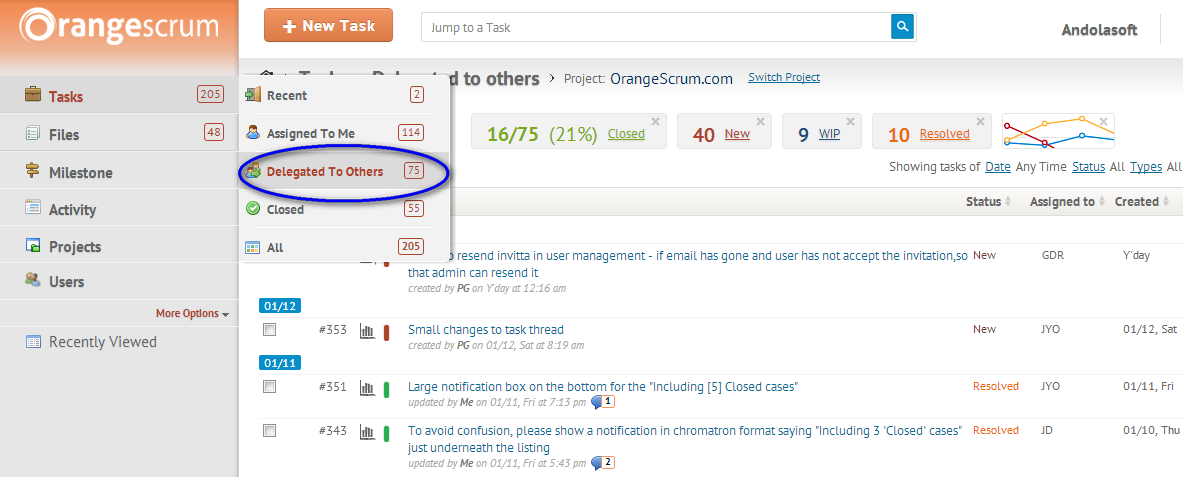 Orangescrum
+ New Task
Jump to a Task
Andolasoft
Tasks 205
Files 48
Milestone
Activity
Projects
Users
More Options
Recently Viewed
Recent 2
Assigned To Me 114
Delegated To Others 75
Closed 55
All 205
d to others › Project: OrangeScrum.com Switch Project
16/75 (21%) Closed
40 New
9 WIP
10 Resolved
Showing tasks of Date Any Time Status All Types All
Status Assigned to Created
o resend invitta in user management - if email has gone and user has not accept the invitation,so New GDR Y'day
that admin can resend it
created by PG on Y'day at 12:16 am
01/12
#353 Small changes to task thread New JYO 01/12, Sat
created by PG on 01/12, Sat at 8:19 am
01/11
#351 Large notification box on the bottom for the "Including [5] Closed cases" Resolved JYO 01/11, Fri
updated by Me on 01/11, Fri at 7:13 pm 1
#343 To avoid confusion, please show a notification in chromatron format saying "Including 3 'Closed' cases" Resolved JD 01/10, Thu
just underneath the listing
updated by Me on 01/11, Fri at 5:43 pm 2